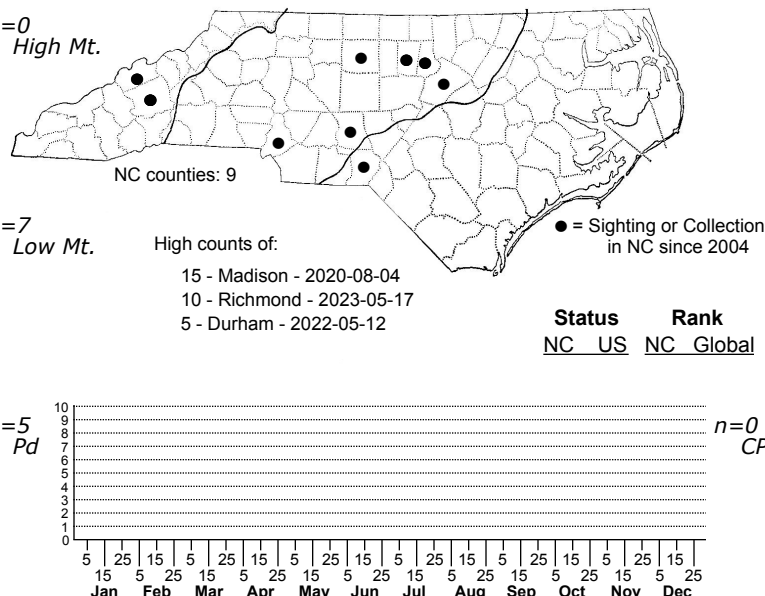 =0
High Mt.
NC counties: 9
=7
Low Mt.
High counts of:
15 - Madison - 2020-08-04
10 - Richmond - 2023-05-17
5 - Durham - 2022-05-12
● = Sighting or Collection
in NC since 2004
Status Rank
NC US NC Global
=5
Pd
n=0
CP
10
9
8
7
6
5
4
3
2
1
0
5 25 15 5 25 15 5 25 15 5 25 15 5 25 15 5 25 15
15 5 25 15 5 25 15 5 25 15 5 25 15 5 25 15 5 25
Jan Feb Mar Apr May Jun Jul Aug Sep Oct Nov Dec